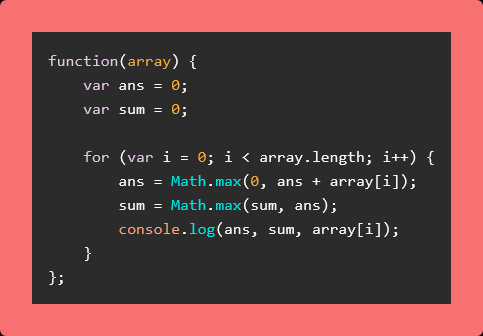 function(array) {
    var ans = 0;
    var sum = 0;

    for (var i = 0; i < array.length; i++) {
        ans = Math.max(0, ans + array[i]);
        sum = Math.max(sum, ans);
        console.log(ans, sum, array[i]);
    }
};